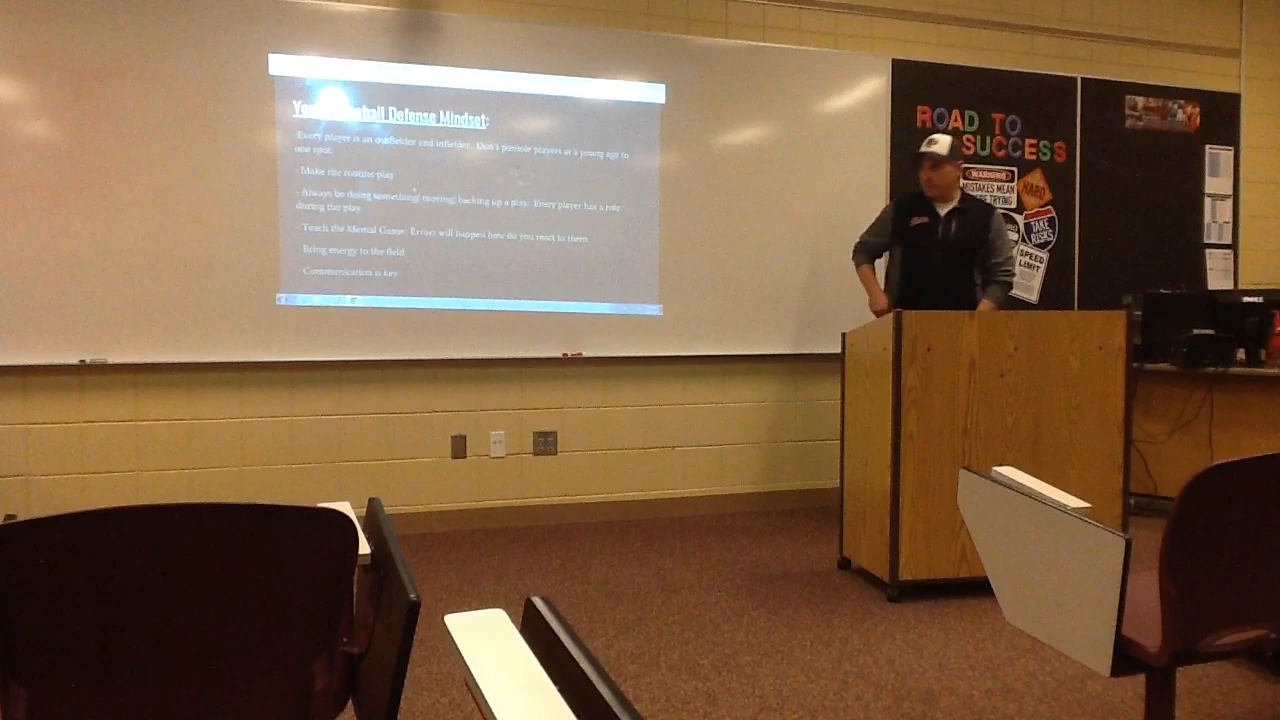 Defense Mindset:
Every player is an outfielder and infielder. Don't pinhole players at a young age to
one spot.
- Make the routine play
- Always be doing something/ moving/ backing up a play. Every player has a role
during the play.
- Teach the Mental Game. Errors will happen how do you react to them
Bring energy to the field
Communication is key
ROAD TO
SUCCESS
WARNING
MISTAKES MEAN
TRYING
HARD
TAKE
RISKS
SPEED
LIMIT
DELL